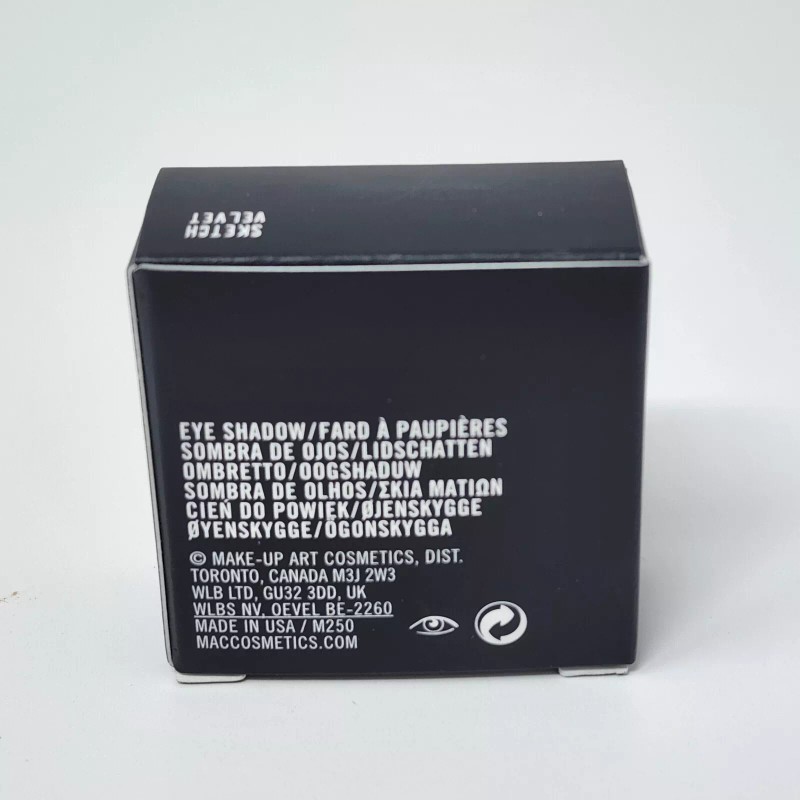 SKETCH
VELVET
EYE SHADOW/FARD À PAUPIÈRES
SOMBRA DE OJOS/LIDSCHATTEN
OMBRETTO/OOGSHADUW
SOMBRA DE OLHOS/ΣΚΙΑ ΜΑΤΙΩΝ
CIEŃ DO POWIEK/ØJENSKYGGE
ØYENSKYGGE/ÖGONSKYGGA
© MAKE-UP ART COSMETICS, DIST.
TORONTO, CANADA M3J 2W3
WLB LTD, GU32 3DD, UK
WLBS NV, OEVEL BE-2260
MADE IN USA / M250
MACCOSMETICS.COM